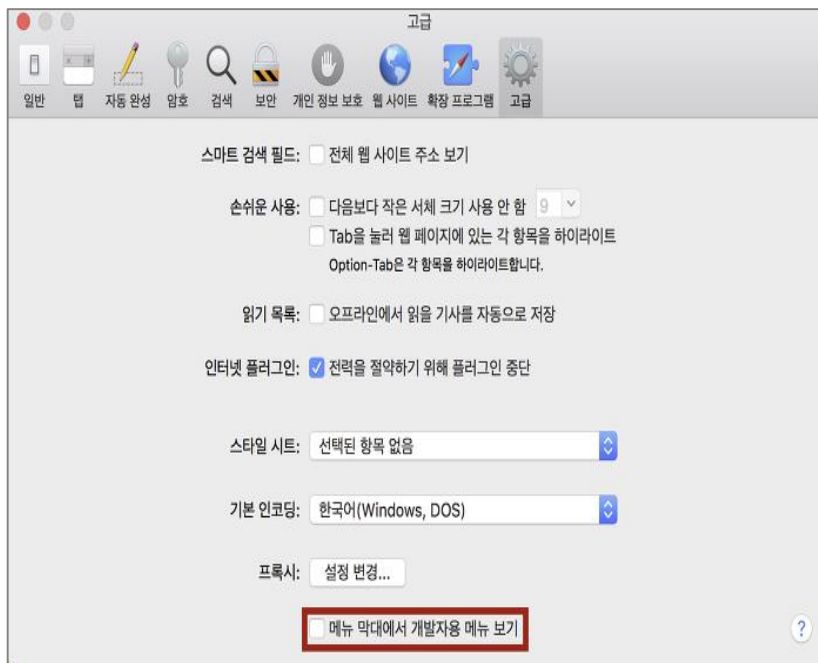 고급
일반 탭 자동 완성 암호 검색 보안 개인 정보 보호 웹 사이트 확장 프로그램 고급
스마트 검색 필드: 전체 웹 사이트 주소 보기
손쉬운 사용: 다음보다 작은 서체 크기 사용 안 함 9
Tab을 눌러 웹 페이지에 있는 각 항목을 하이라이트
Option-Tab은 각 항목을 하이라이트합니다.
읽기 목록: 오프라인에서 읽을 기사를 자동으로 저장
인터넷 플러그인: 전력을 절약하기 위해 플러그인 중단
스타일 시트: 선택된 항목 없음
기본 인코딩: 한국어(Windows, DOS)
프록시: 설정 변경...
메뉴 막대에서 개발자용 메뉴 보기 ?